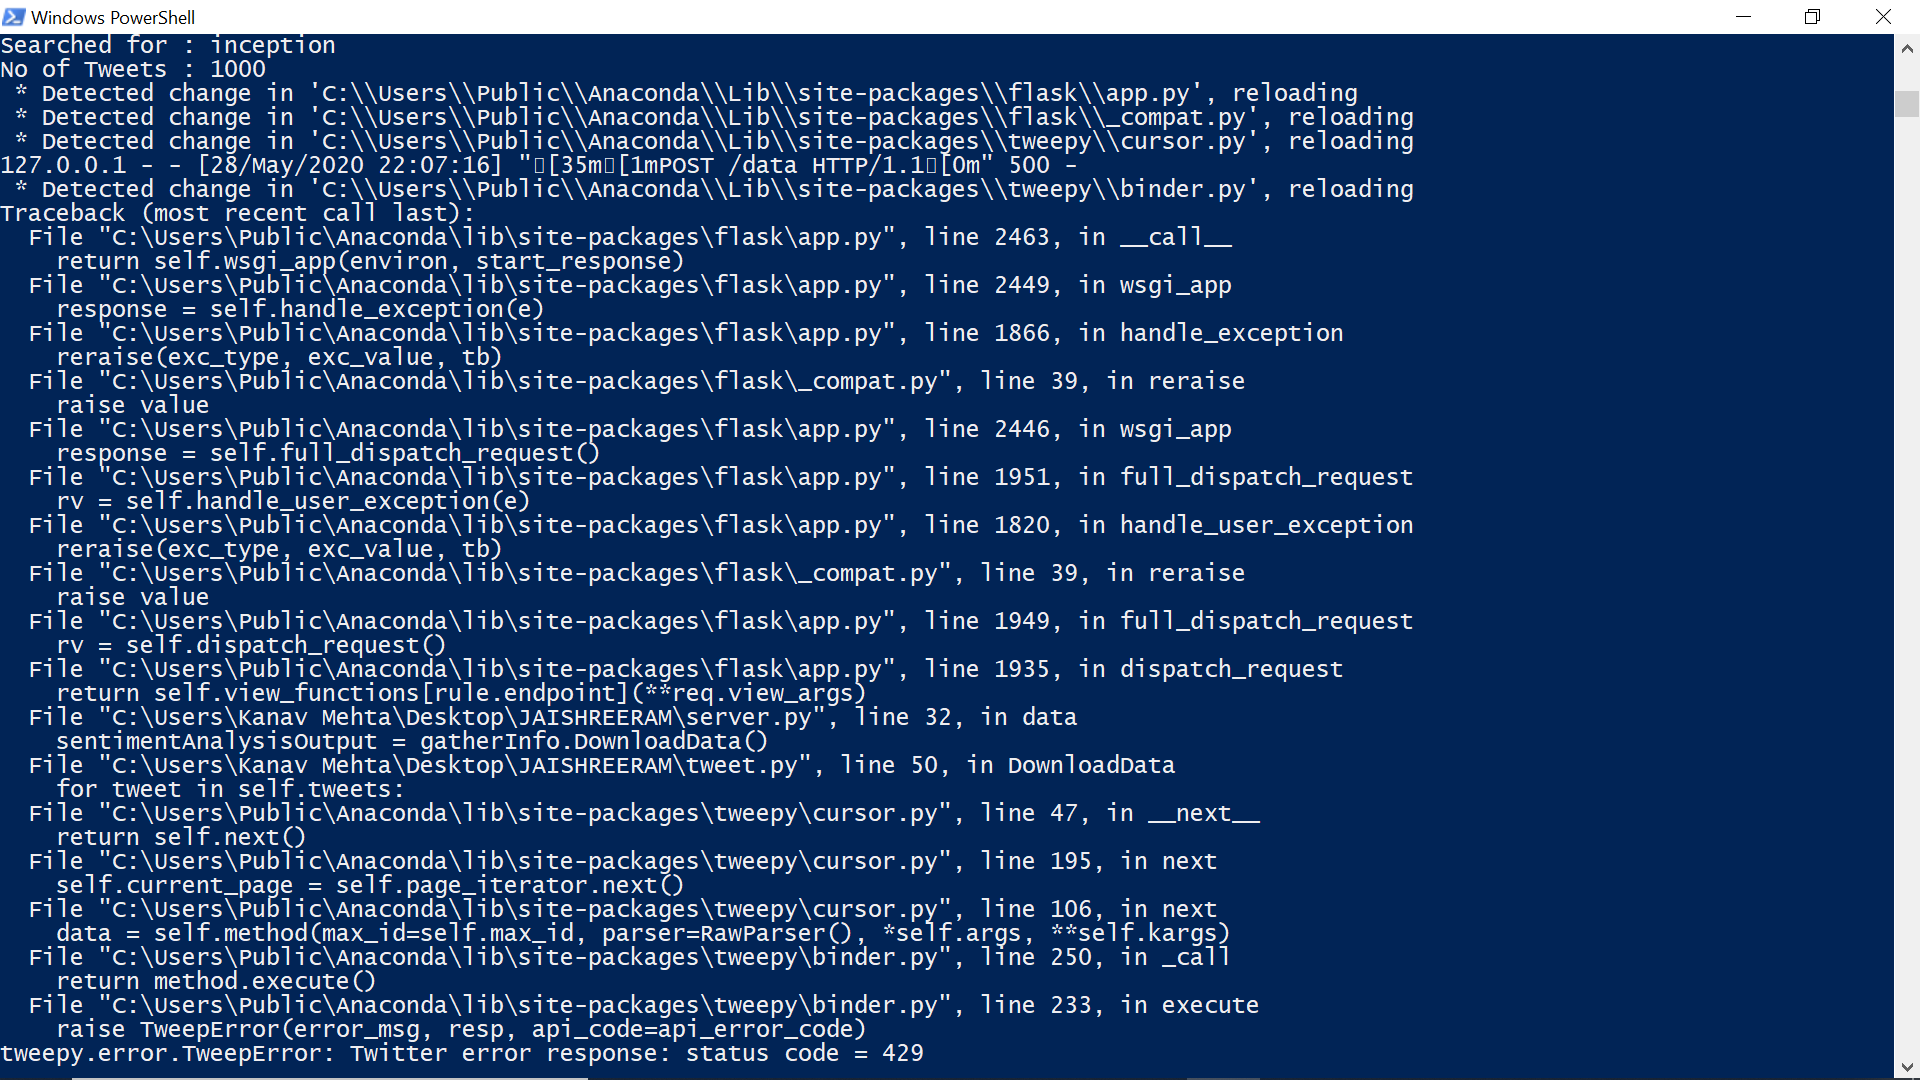 Windows PowerShell
Searched for : inception
No of Tweets : 1000
 * Detected change in 'C:\\Users\\Public\\Anaconda\\Lib\\site-packages\\flask\\app.py', reloading
 * Detected change in 'C:\\Users\\Public\\Anaconda\\Lib\\site-packages\\flask\\_compat.py', reloading
 * Detected change in 'C:\\Users\\Public\\Anaconda\\Lib\\site-packages\\tweepy\\cursor.py', reloading
127.0.0.1 - - [28/May/2020 22:07:16] "▯[35m▯[1mPOST /data HTTP/1.1▯[0m" 500 -
 * Detected change in 'C:\\Users\\Public\\Anaconda\\Lib\\site-packages\\tweepy\\binder.py', reloading
Traceback (most recent call last):
  File "C:\Users\Public\Anaconda\lib\site-packages\flask\app.py", line 2463, in __call__
    return self.wsgi_app(environ, start_response)
  File "C:\Users\Public\Anaconda\lib\site-packages\flask\app.py", line 2449, in wsgi_app
    response = self.handle_exception(e)
  File "C:\Users\Public\Anaconda\lib\site-packages\flask\app.py", line 1866, in handle_exception
    reraise(exc_type, exc_value, tb)
  File "C:\Users\Public\Anaconda\lib\site-packages\flask\_compat.py", line 39, in reraise
    raise value
  File "C:\Users\Public\Anaconda\lib\site-packages\flask\app.py", line 2446, in wsgi_app
    response = self.full_dispatch_request()
  File "C:\Users\Public\Anaconda\lib\site-packages\flask\app.py", line 1951, in full_dispatch_request
    rv = self.handle_user_exception(e)
  File "C:\Users\Public\Anaconda\lib\site-packages\flask\app.py", line 1820, in handle_user_exception
    reraise(exc_type, exc_value, tb)
  File "C:\Users\Public\Anaconda\lib\site-packages\flask\_compat.py", line 39, in reraise
    raise value
  File "C:\Users\Public\Anaconda\lib\site-packages\flask\app.py", line 1949, in full_dispatch_request
    rv = self.dispatch_request()
  File "C:\Users\Public\Anaconda\lib\site-packages\flask\app.py", line 1935, in dispatch_request
    return self.view_functions[rule.endpoint](**req.view_args)
  File "C:\Users\Kanav Mehta\Desktop\JAISHREERAM\server.py", line 32, in data
    sentimentAnalysisOutput = gatherInfo.DownloadData()
  File "C:\Users\Kanav Mehta\Desktop\JAISHREERAM\tweet.py", line 50, in DownloadData
    for tweet in self.tweets:
  File "C:\Users\Public\Anaconda\lib\site-packages\tweepy\cursor.py", line 47, in __next__
    return self.next()
  File "C:\Users\Public\Anaconda\lib\site-packages\tweepy\cursor.py", line 195, in next
    self.current_page = self.page_iterator.next()
  File "C:\Users\Public\Anaconda\lib\site-packages\tweepy\cursor.py", line 106, in next
    data = self.method(max_id=self.max_id, parser=RawParser(), *self.args, **self.kargs)
  File "C:\Users\Public\Anaconda\lib\site-packages\tweepy\binder.py", line 250, in _call
    return method.execute()
  File "C:\Users\Public\Anaconda\lib\site-packages\tweepy\binder.py", line 233, in execute
    raise TweepError(error_msg, resp, api_code=api_error_code)
tweepy.error.TweepError: Twitter error response: status code = 429